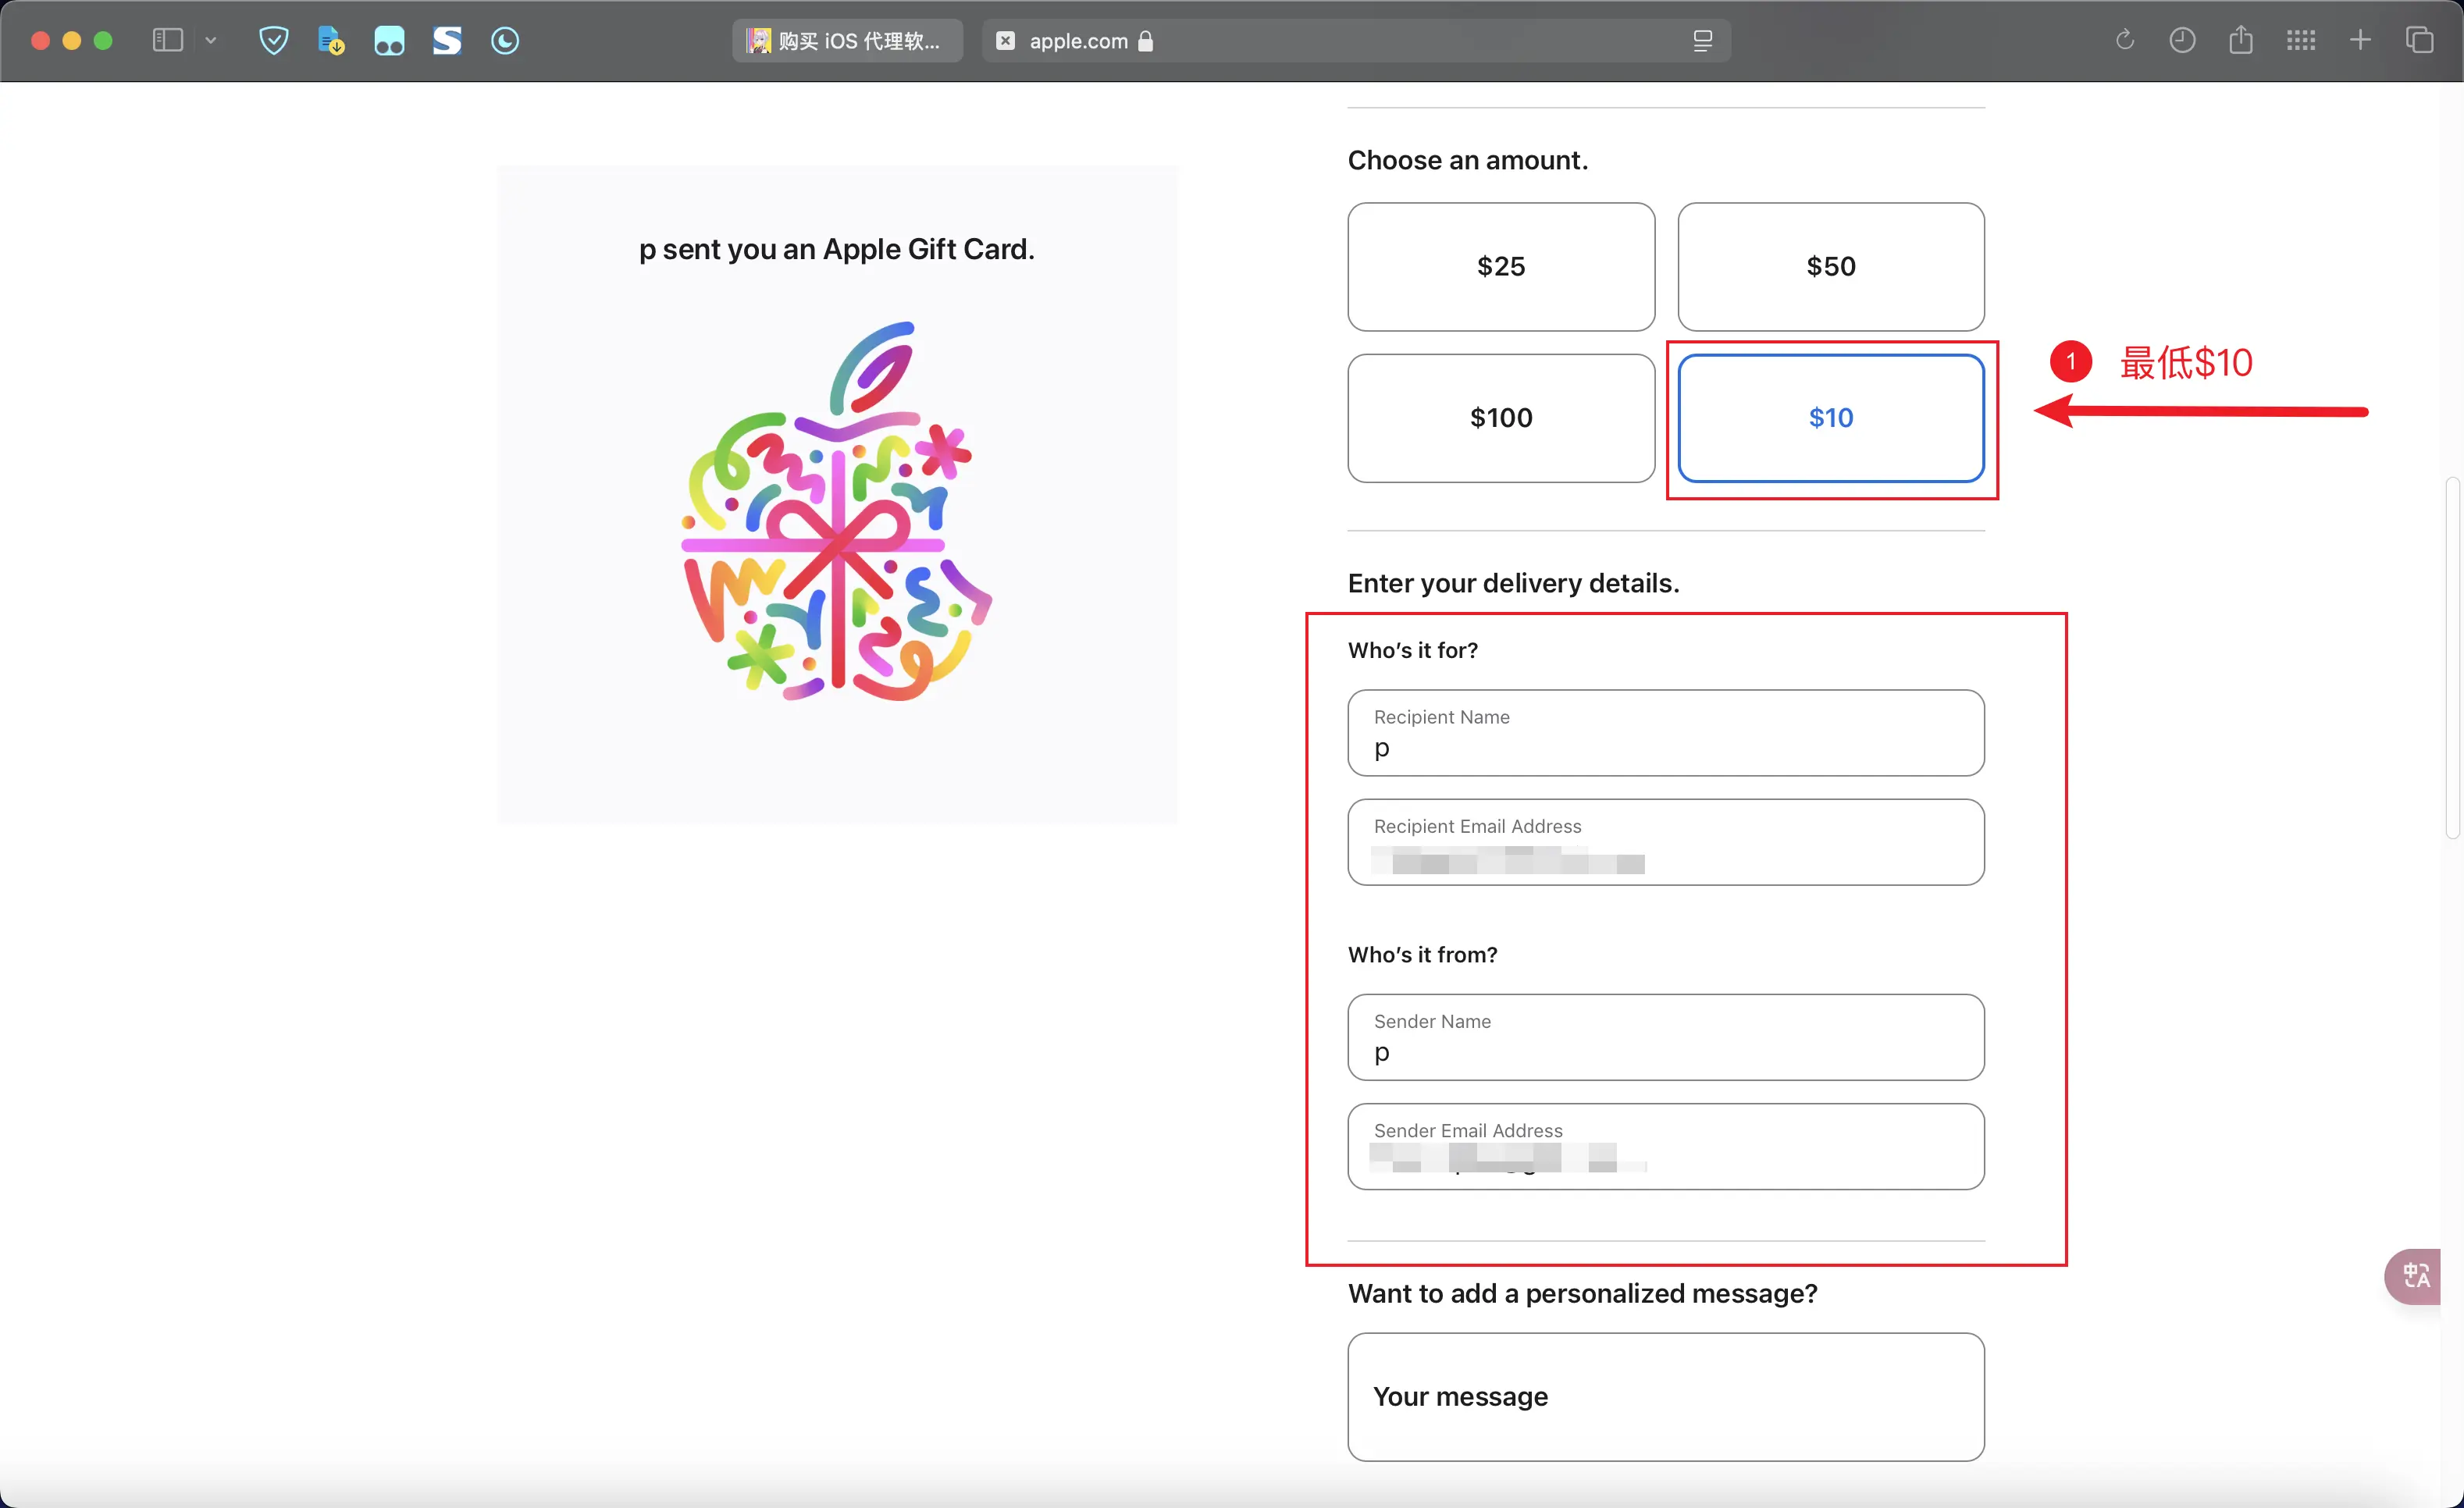 购买 iOS 代理软...
apple.com
p sent you an Apple Gift Card.
Choose an amount.
$25
$50
$100
$10
1 最低$10
Enter your delivery details.
Who's it for?
Recipient Name
p
Recipient Email Address
Who's it from?
Sender Name
p
Sender Email Address
Want to add a personalized message?
Your message